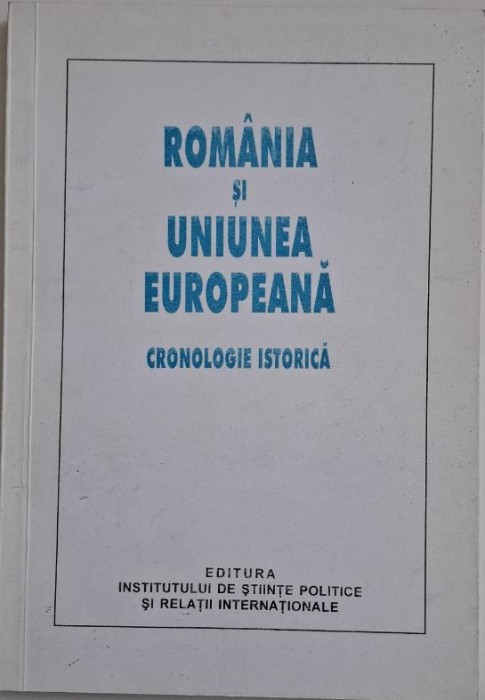 ROMÂNIA
ȘI
UNIUNEA
EUROPEANĂ
CRONOLOGIE ISTORICĂ
EDITURA
INSTITUTULUI DE ȘTIINȚE POLITICE
ȘI RELAȚII INTERNAȚIONALE